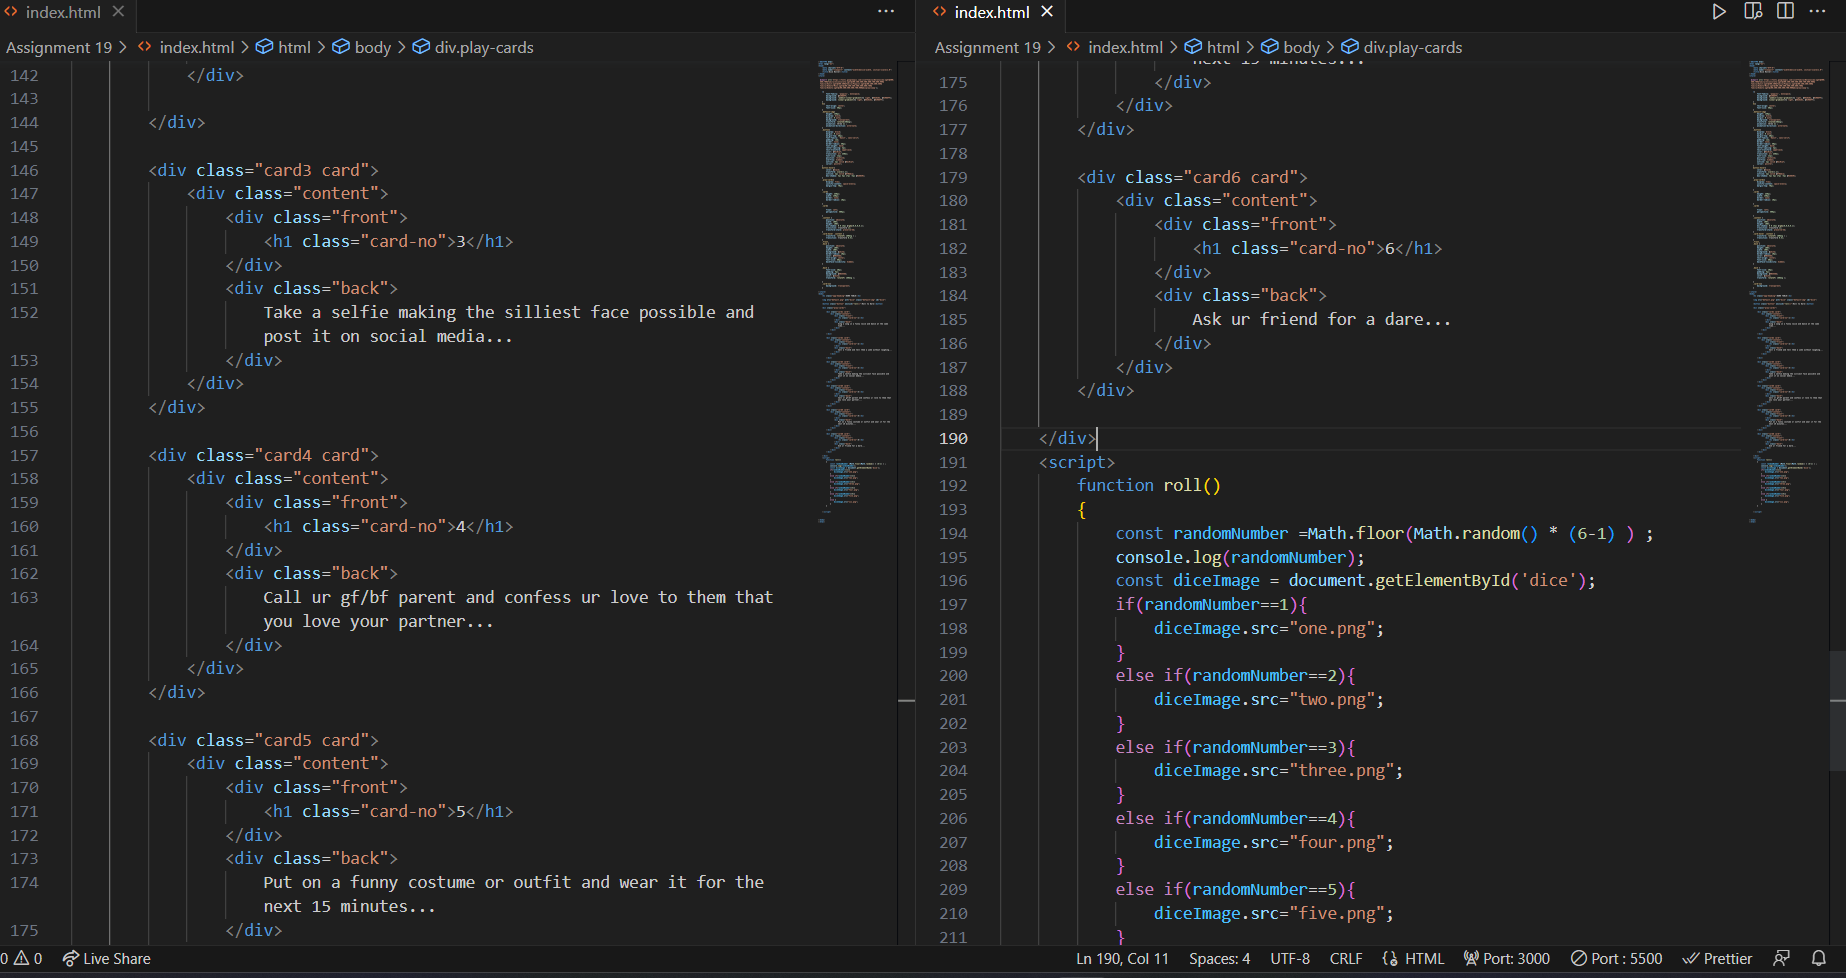 index.html
Assignment 19 > index.html > html > body > div.play-cards
142 </div>
143
144 </div>
145
146 <div class="card3 card">
147 <div class="content">
148 <div class="front">
149 <h1 class="card-no">3</h1>
150 </div>
151 <div class="back">
152 Take a selfie making the silliest face possible and
post it on social media...
153 </div>
154 </div>
155 </div>
156
157 <div class="card4 card">
158 <div class="content">
159 <div class="front">
160 <h1 class="card-no">4</h1>
161 </div>
162 <div class="back">
163 Call ur gf/bf parent and confess ur love to them that
you love your partner...
164 </div>
165 </div>
166 </div>
167
168 <div class="card5 card">
169 <div class="content">
170 <div class="front">
171 <h1 class="card-no">5</h1>
172 </div>
173 <div class="back">
174 Put on a funny costume or outfit and wear it for the
next 15 minutes...
175 </div>
index.html
Assignment 19 > index.html > html > body > div.play-cards
next 15 minutes...
175 </div>
176 </div>
177 </div>
178
179 <div class="card6 card">
180 <div class="content">
181 <div class="front">
182 <h1 class="card-no">6</h1>
183 </div>
184 <div class="back">
185 Ask ur friend for a dare...
186 </div>
187 </div>
188 </div>
189
190 </div>
191 <script>
192 function roll()
193 {
194 const randomNumber =Math.floor(Math.random() * (6-1) ) ;
195 console.log(randomNumber);
196 const diceImage = document.getElementById('dice');
197 if(randomNumber==1){
198 diceImage.src="one.png";
199 }
200 else if(randomNumber==2){
201 diceImage.src="two.png";
202 }
203 else if(randomNumber==3){
204 diceImage.src="three.png";
205 }
206 else if(randomNumber==4){
207 diceImage.src="four.png";
208 }
209 else if(randomNumber==5){
210 diceImage.src="five.png";
211 }
0 0 Live Share Ln 190, Col 11 Spaces: 4 UTF-8 CRLF HTML Port: 3000 Port : 5500 Prettier